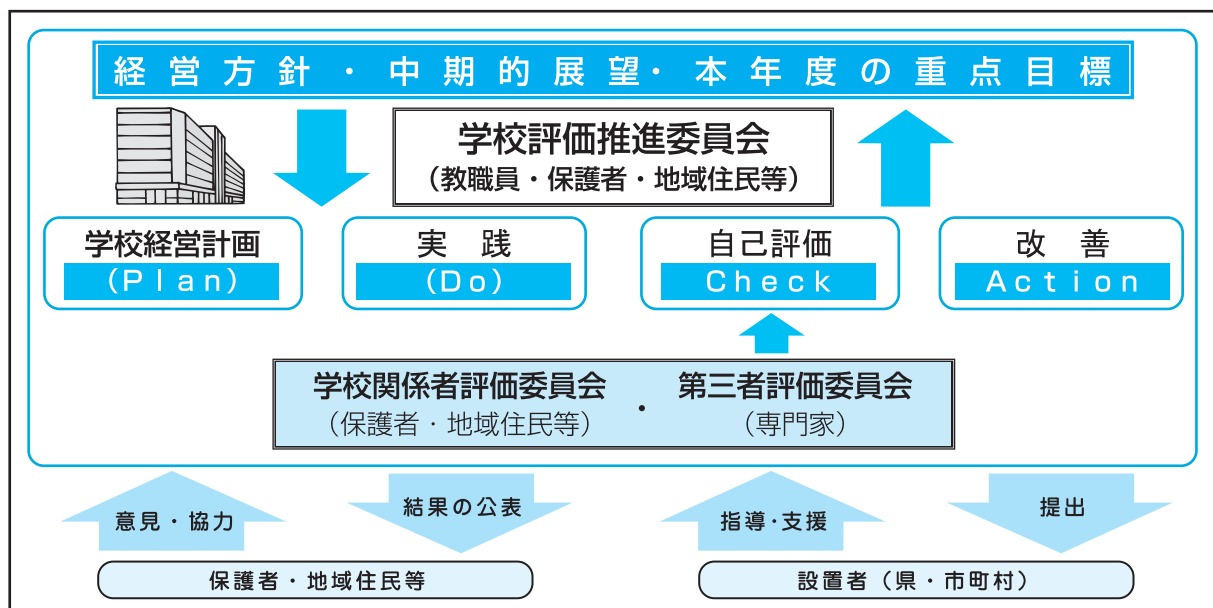 経営方針・中期的展望・本年度の重点目標
学校評価推進委員会
（教職員・保護者・地域住民等）
学校経営計画
(Plan)
実践
(Do)
自己評価
Check
改善
Action
学校関係者評価委員会・第三者評価委員会
（保護者・地域住民等）（専門家）
意見・協力
結果の公表
指導・支援
提出
保護者・地域住民等
設置者（県・市町村）